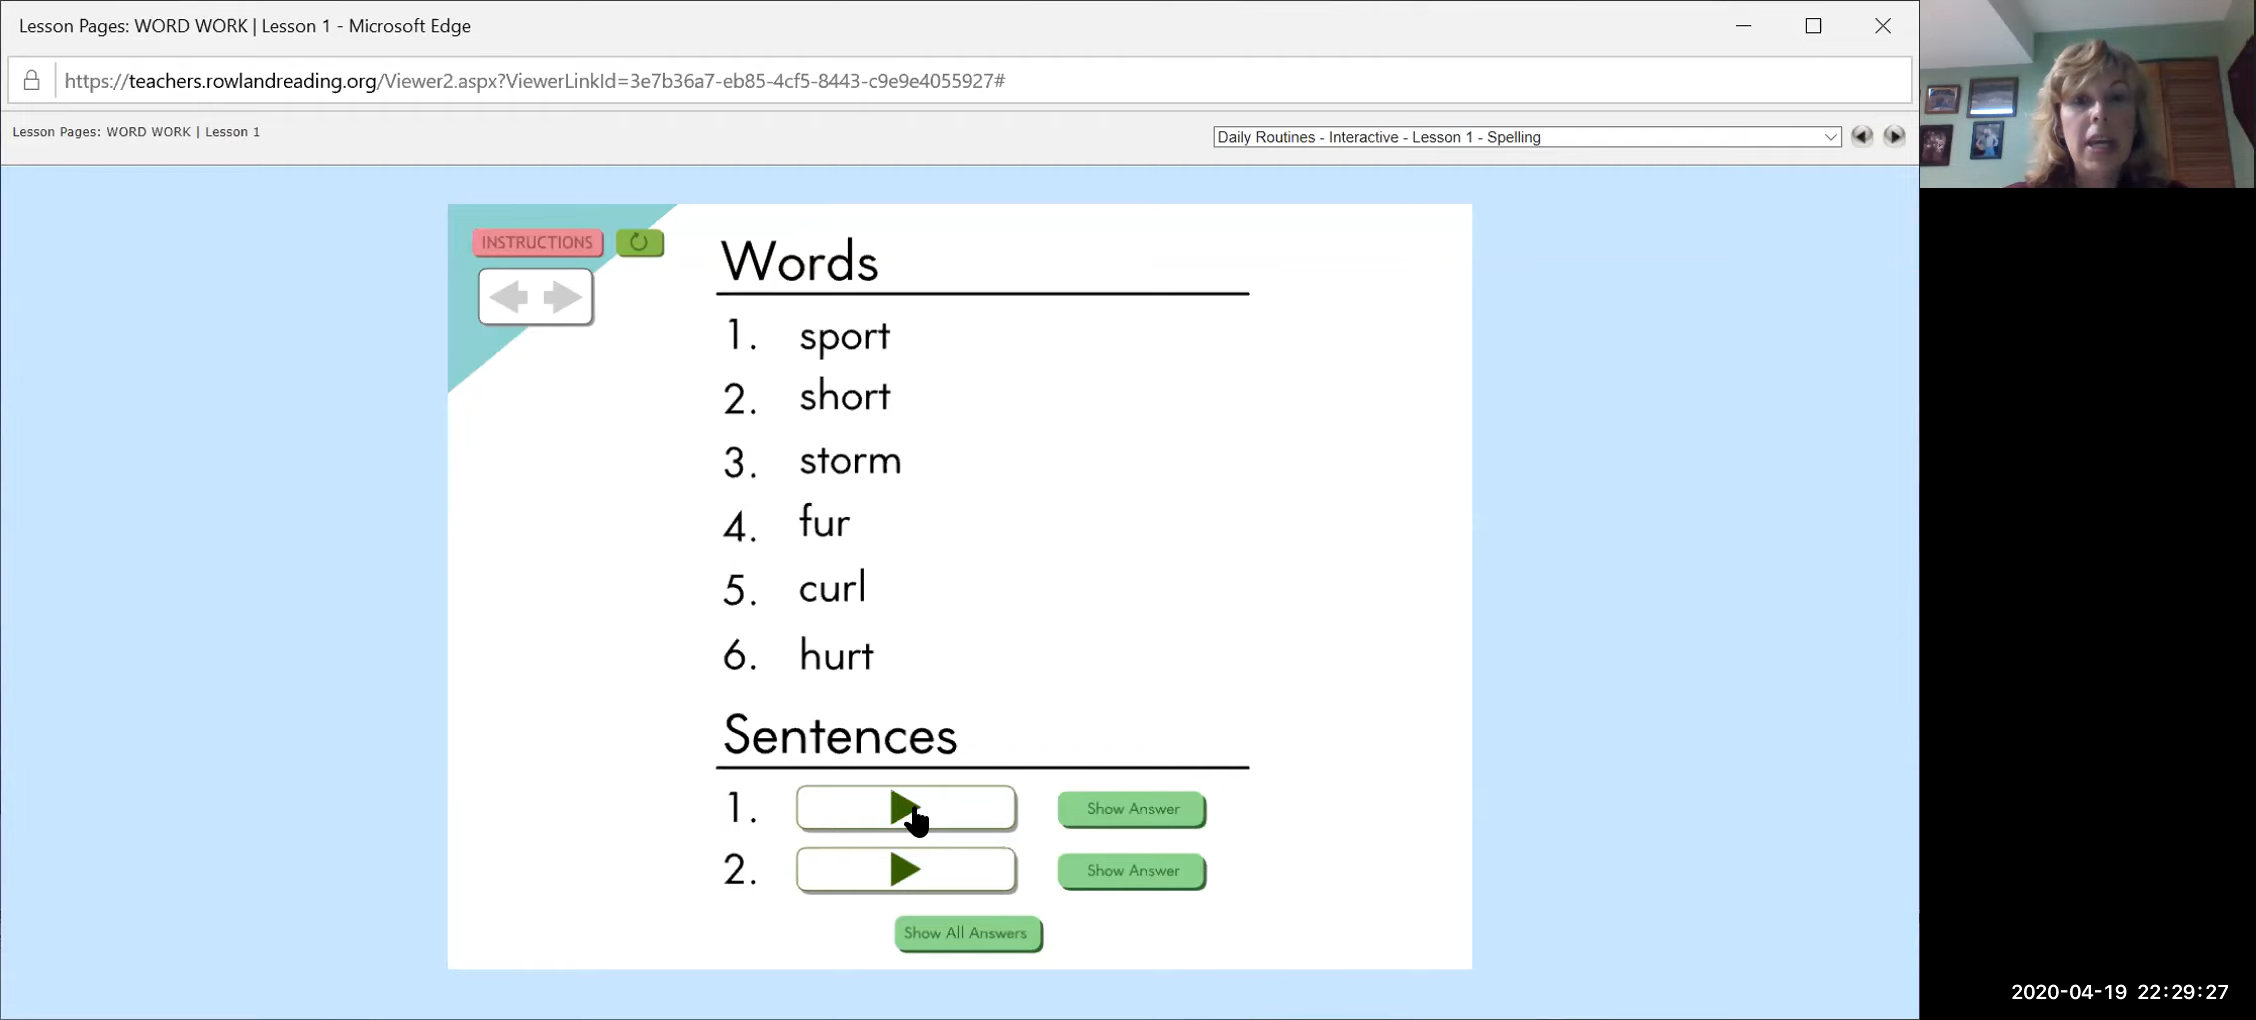 Lesson Pages: WORD WORK | Lesson 1 - Microsoft Edge
https://teachers.rowlandreading.org/Viewer2.aspx?ViewerLinkId=3e7b36a7-eb85-4cf5-8443-c9e9e4055927#
Lesson Pages: WORD WORK | Lesson 1
Daily Routines - Interactive - Lesson 1 - Spelling
INSTRUCTIONS
Words
1. sport
2. short
3. storm
4. fur
5. curl
6. hurt
Sentences
1. Show Answer
2. Show Answer
Show All Answers
2020-04-19 22:29:27